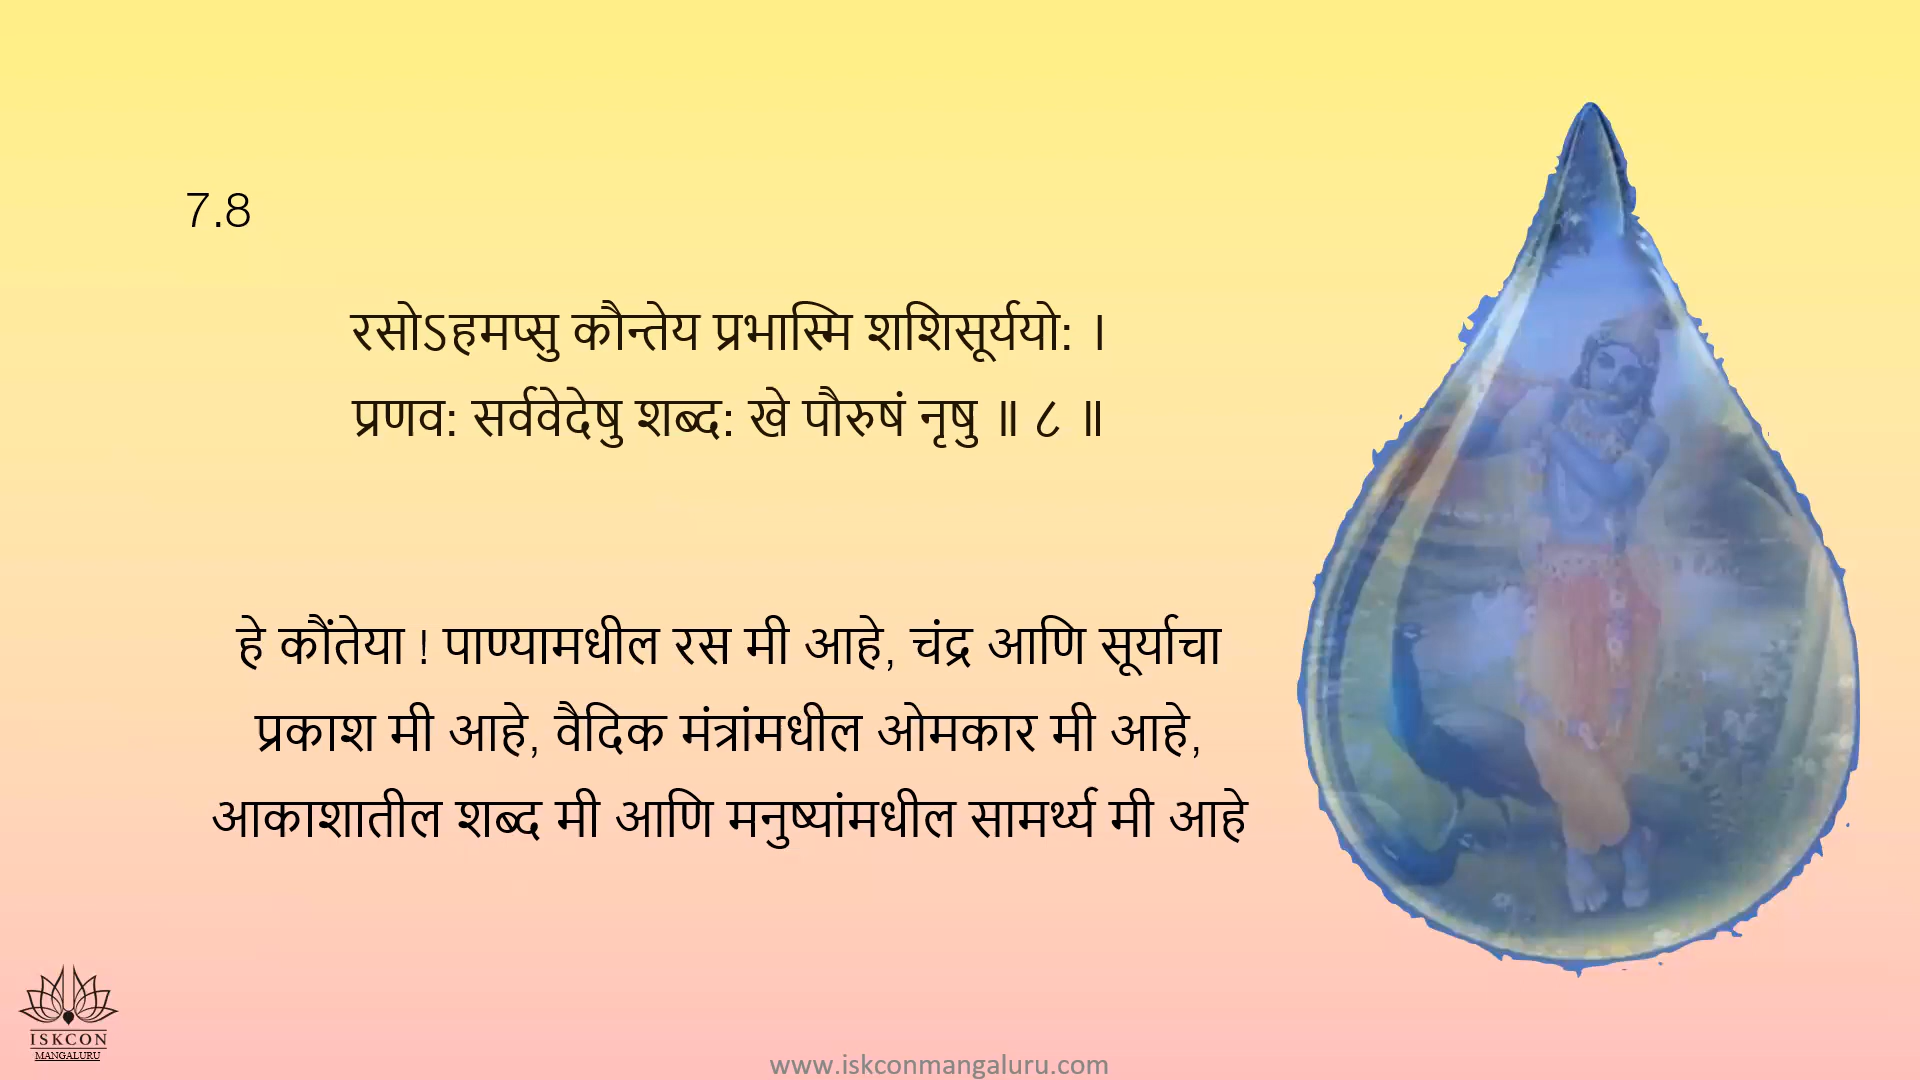 7.8
रसोऽहमप्सु कौन्तेय प्रभास्मि शशिसूर्ययो: ।
प्रणव: सर्ववेदेषु शब्द: खे पौरुषं नृषु ॥ ८ ॥
हे कौंतेया ! पाण्यामधील रस मी आहे, चंद्र आणि सूर्याचा
प्रकाश मी आहे, वैदिक मंत्रांमधील ओमकार मी आहे,
आकाशातील शब्द मी आणि मनुष्यांमधील सामर्थ्य मी आहे
ISKCON
MANGALURU
www.iskconmangaluru.com